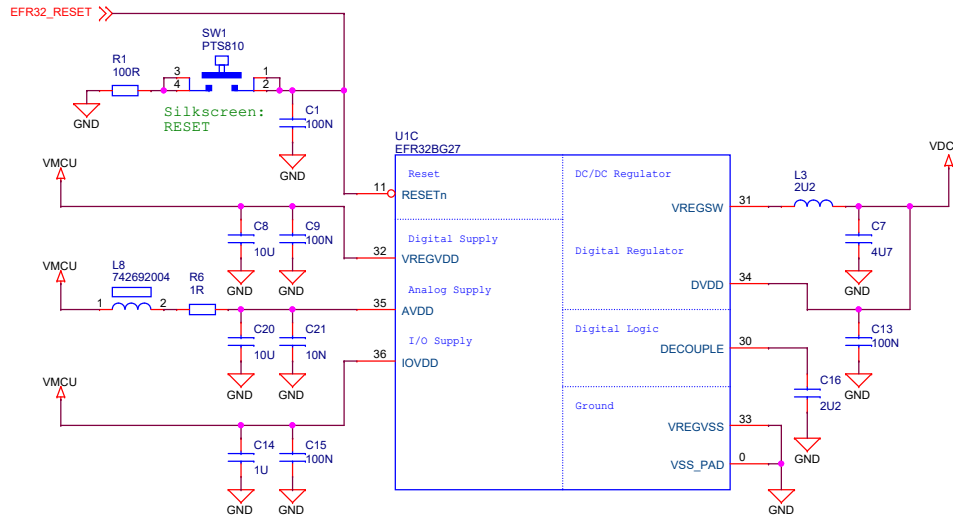 EFR32_RESET
SW1
PTS810
R1
100R
3
4
1
2
Silkscreen:
RESET
C1
100N
GND
GND
U1C
EFR32BG27
VDC
VMCU
Reset
DC/DC Regulator
11
RESETn
L3
2U2
31
VREGSW
C8
10U
C9
100N
Digital Supply
32
VREGVDD
C7
4U7
Digital Regulator
GND
GND
GND
VMCU
L8
742692004
1
2
R6
1R
Analog Supply
35
AVDD
34
DVDD
C20
10U
C21
10N
I/O Supply
36
IOVDD
Digital Logic
30
DECOUPLE
C13
100N
GND
GND
GND
VMCU
C16
2U2
Ground
C14
1U
C15
100N
33
VREGVSS
GND
0
VSS_PAD
GND
GND
GND